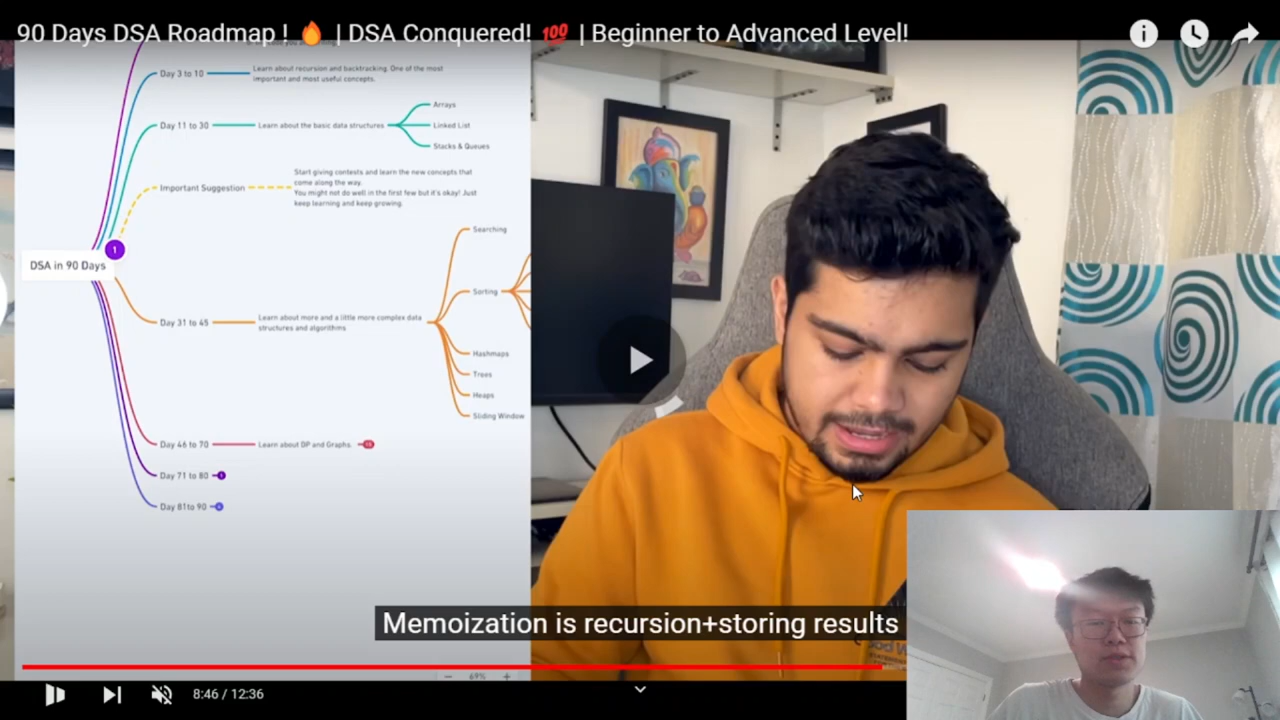 90 Days DSA Roadmap ! 🔥 | DSA Conquered! 💯 | Beginner to Advanced Level!
Day 3 to 10
Learn about recursion and backtracking. One of the most
important and most useful concepts.
Day 11 to 30
Learn about the basic data structures
Arrays
Linked List
Stacks & Queues
Important Suggestion
Start giving contests and learn the new concepts that
come along the way.
You might not do well in the first few but it's okay! Just
keep learning and keep growing.
1
DSA in 90 Days
Day 31 to 45
Learn about more and a little more complex data
structures and algorithms
Searching
Sorting
Hashmaps
Trees
Heaps
Sliding Window
Day 46 to 70
Learn about DP and Graphs.
Day 71 to 80
Day 81to 90
Memoization is recursion+storing results
69%
8:46 / 12:36